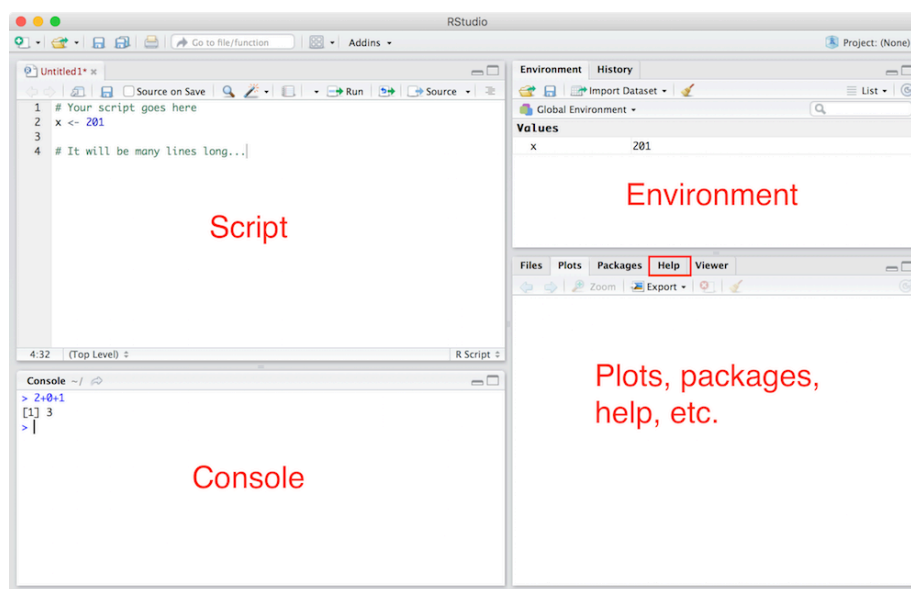 RStudio
Go to file/function
Addins
Project: (None)
Untitled1*
Source on Save
Run
Source
1 # Your script goes here
2 x <- 201
3
4 # It will be many lines long...
Script
4:32 (Top Level)
R Script
Console ~/
> 2+0+1
[1] 3
>
Console
Environment History
Import Dataset
List
Global Environment
Values
x 201
Environment
Files Plots Packages Help Viewer
Zoom Export
Plots, packages,
help, etc.